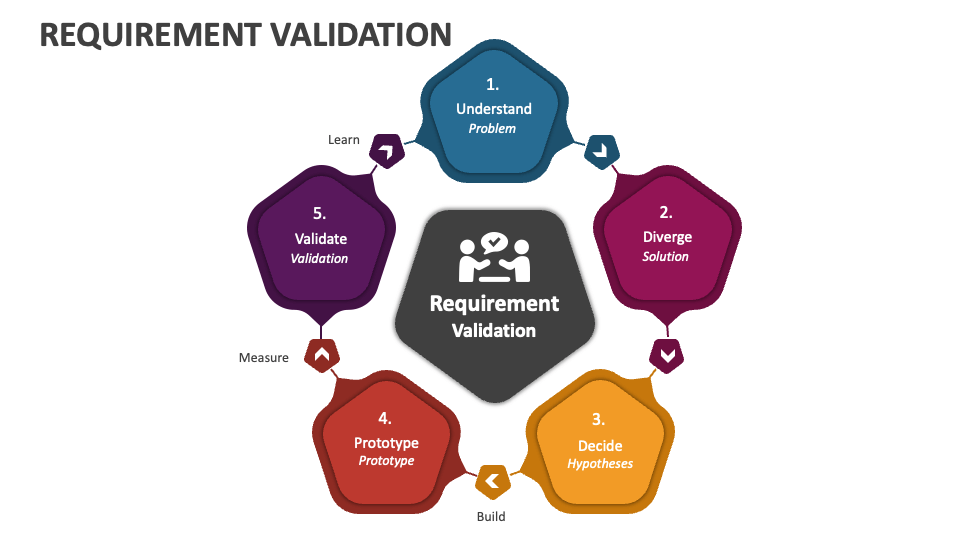 REQUIREMENT VALIDATION
1.
Understand
Problem
Learn
2.
Diverge
Solution
5.
Validate
Validation
Requirement
Validation
Measure
3.
Decide
Hypotheses
4.
Prototype
Prototype
Build